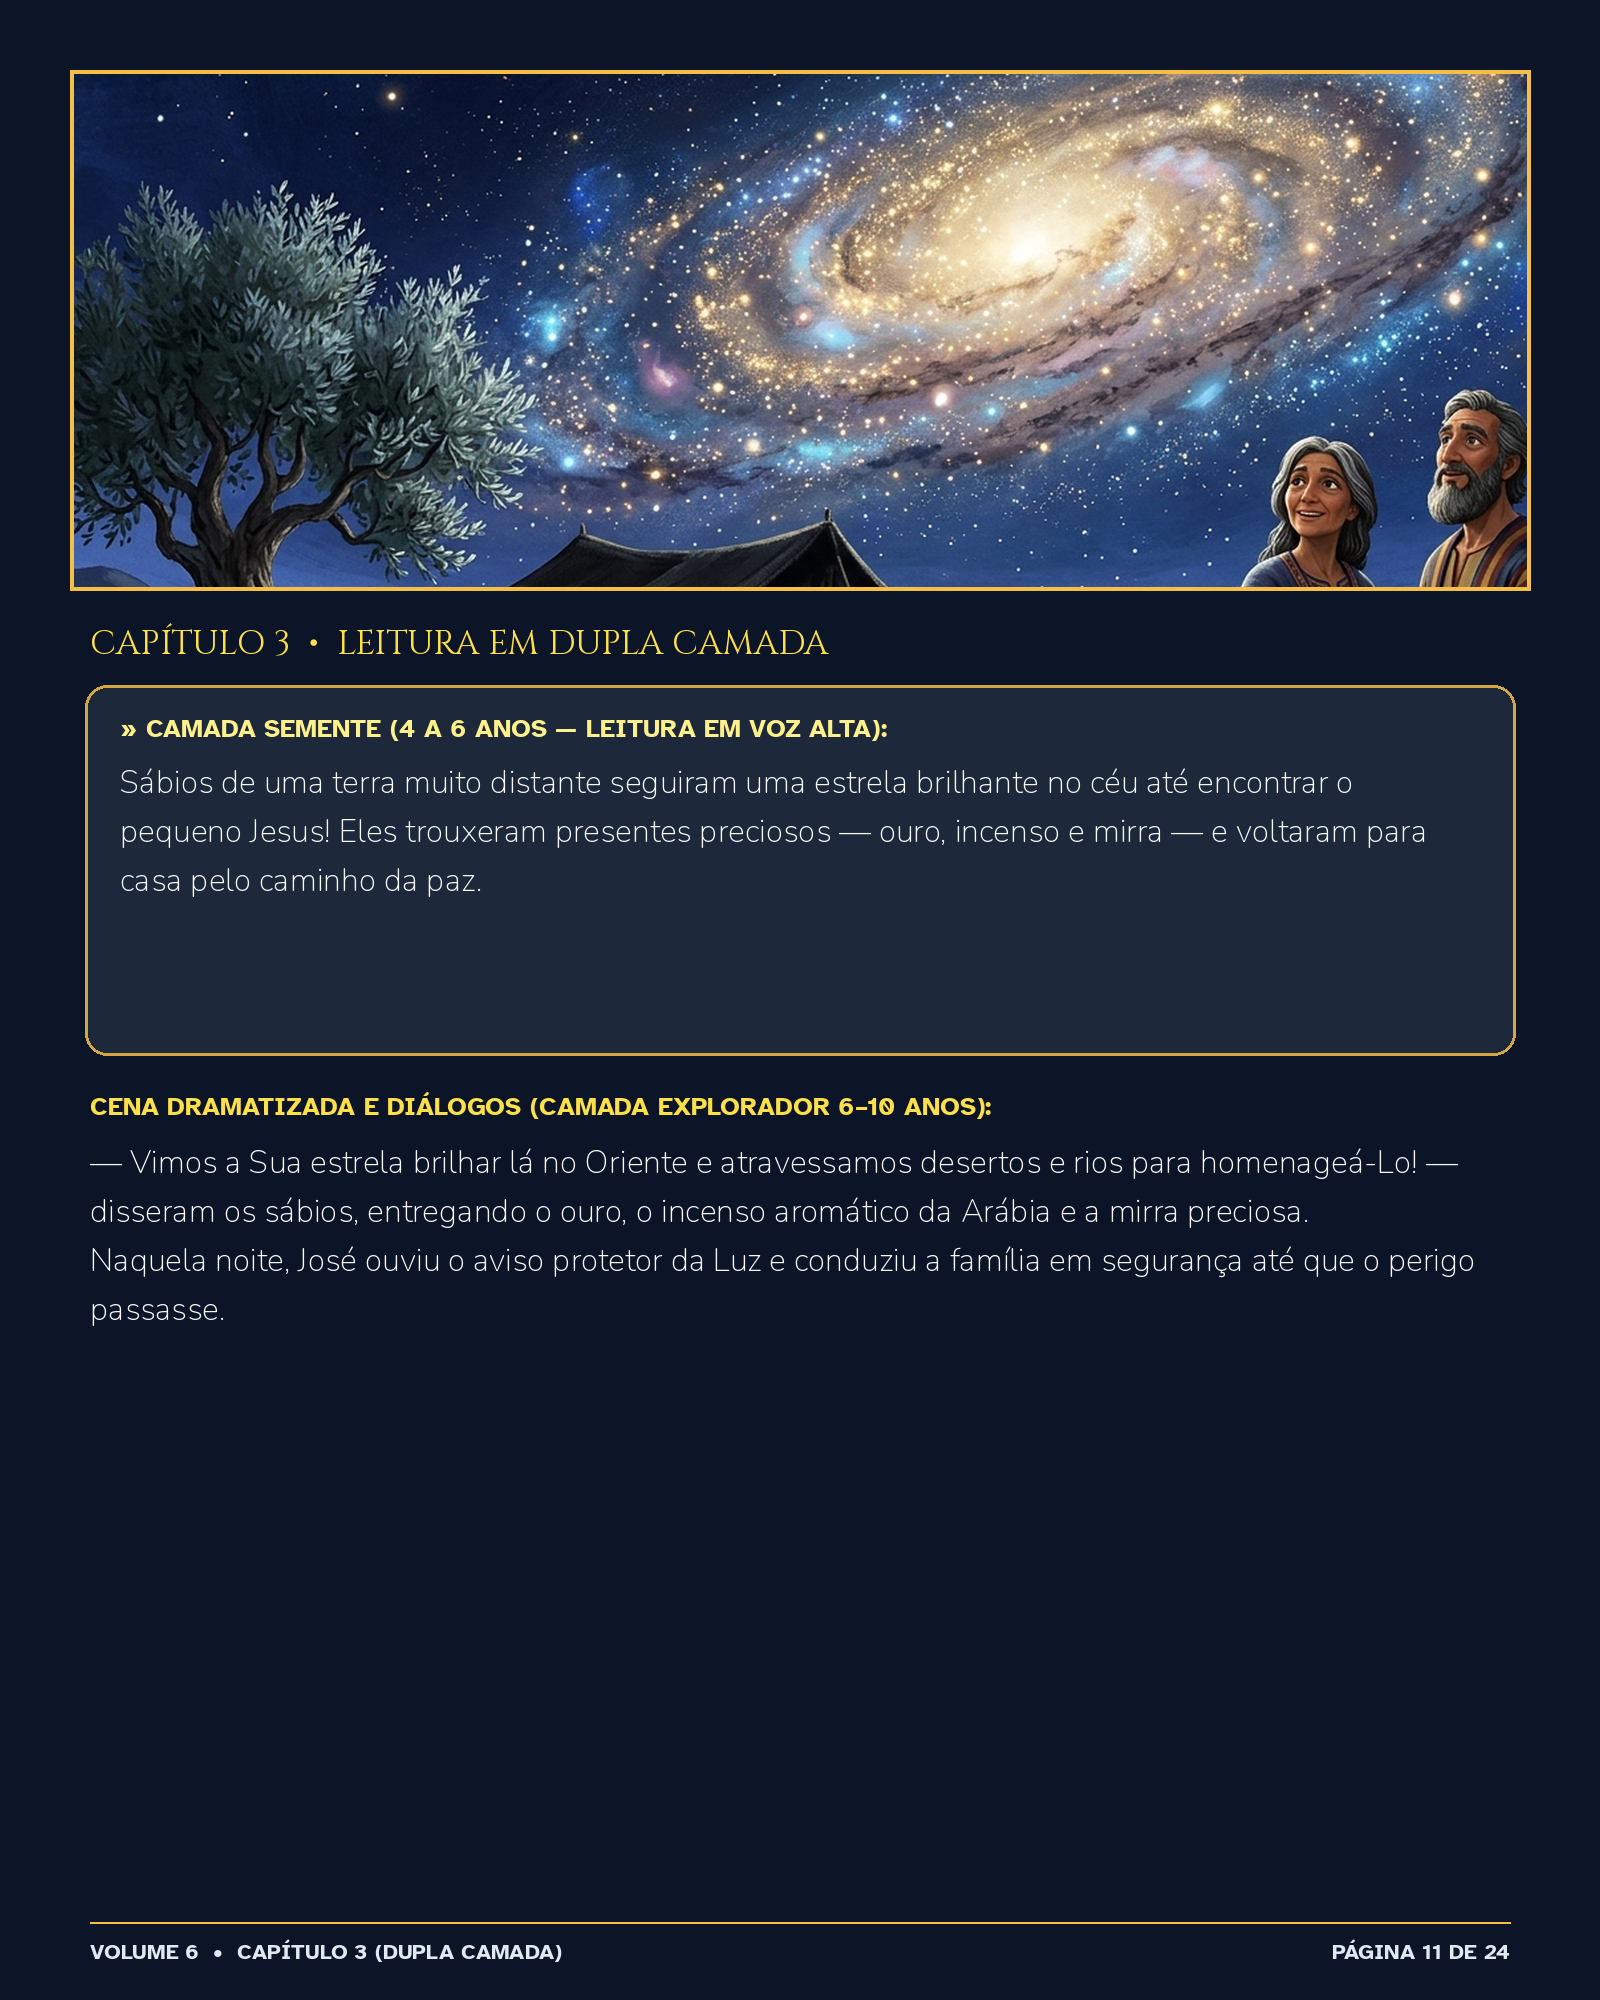 CAPÍTULO 3 • LEITURA EM DUPLA CAMADA
» CAMADA SEMENTE (4 A 6 ANOS — LEITURA EM VOZ ALTA):
Sábios de uma terra muito distante seguiram uma estrela brilhante no céu até encontrar o
pequeno Jesus! Eles trouxeram presentes preciosos — ouro, incenso e mirra — e voltaram para
casa pelo caminho da paz.
CENA DRAMATIZADA E DIÁLOGOS (CAMADA EXPLORADOR 6–10 ANOS):
— Vimos a Sua estrela brilhar lá no Oriente e atravessamos desertos e rios para homenageá-Lo! —
disseram os sábios, entregando o ouro, o incenso aromático da Arábia e a mirra preciosa.
Naquela noite, José ouviu o aviso protetor da Luz e conduziu a família em segurança até que o perigo
passasse.
VOLUME 6 • CAPÍTULO 3 (DUPLA CAMADA)
PÁGINA 11 DE 24